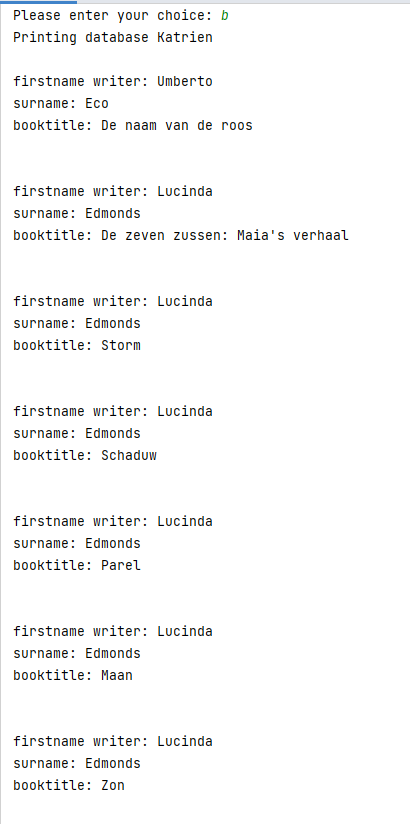 Please enter your choice: b
Printing database Katrien
firstname writer: Umberto
surname: Eco
booktitle: De naam van de roos
firstname writer: Lucinda
surname: Edmonds
booktitle: De zeven zussen: Maia's verhaal
firstname writer: Lucinda
surname: Edmonds
booktitle: Storm
firstname writer: Lucinda
surname: Edmonds
booktitle: Schaduw
firstname writer: Lucinda
surname: Edmonds
booktitle: Parel
firstname writer: Lucinda
surname: Edmonds
booktitle: Maan
firstname writer: Lucinda
surname: Edmonds
booktitle: Zon